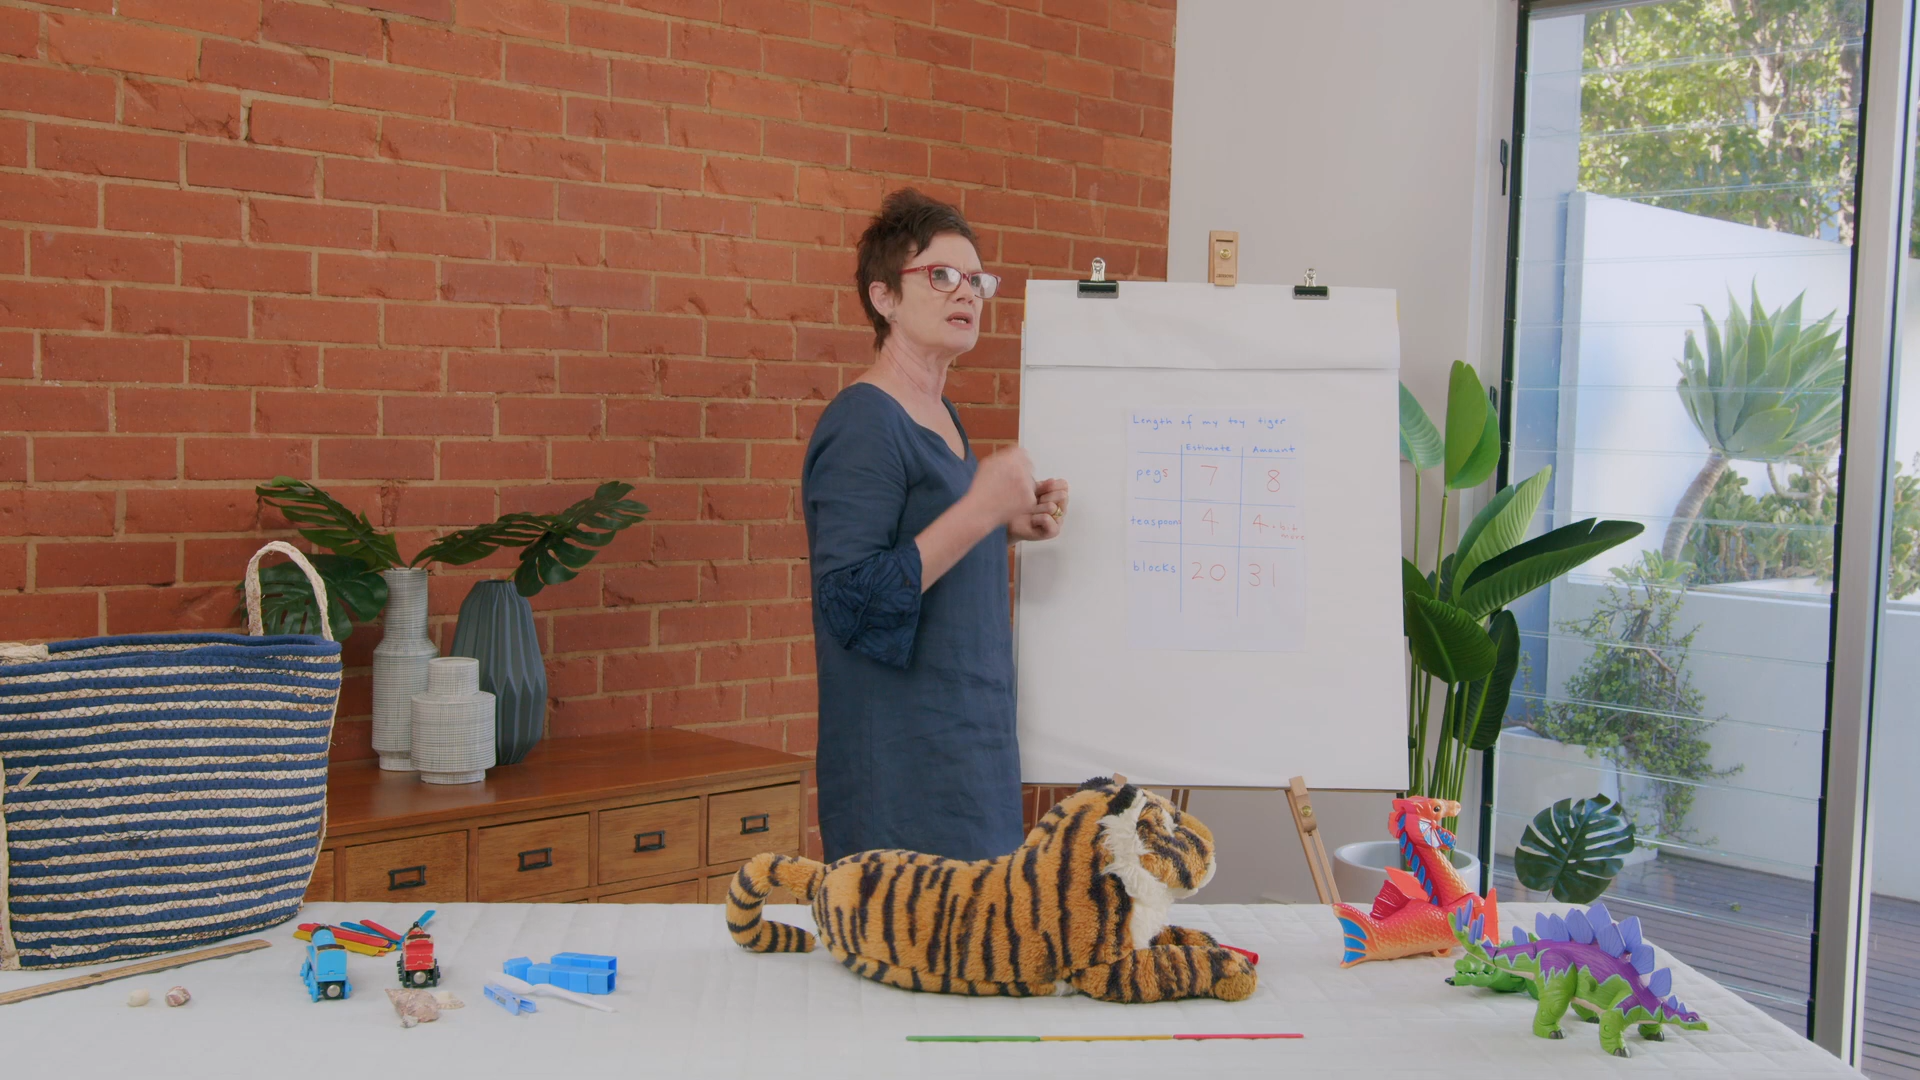 Length of my toy tiger
Estimate Amount
pegs 7 8
teaspoons 4 4 + bit
more
blocks 20 31